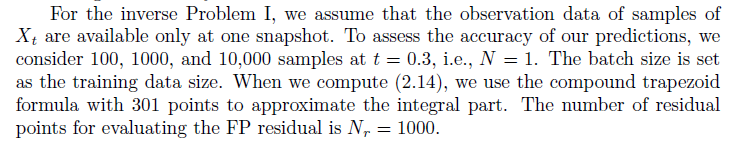 For the inverse Problem I, we assume that the observation data of samples of
Xₜ are available only at one snapshot. To assess the accuracy of our predictions, we
consider 100, 1000, and 10,000 samples at t = 0.3, i.e., N = 1. The batch size is set
as the training data size. When we compute (2.14), we use the compound trapezoid
formula with 301 points to approximate the integral part. The number of residual
points for evaluating the FP residual is Nᵣ = 1000.